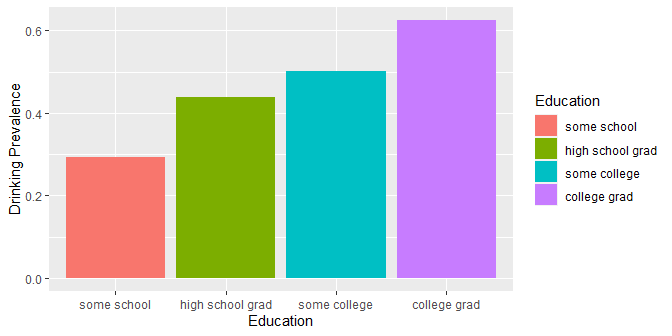 0.6
0.4
0.2
0.0
Drinking Prevalence
some school
high school grad
some college
college grad
Education
Education
some school
high school grad
some college
college grad